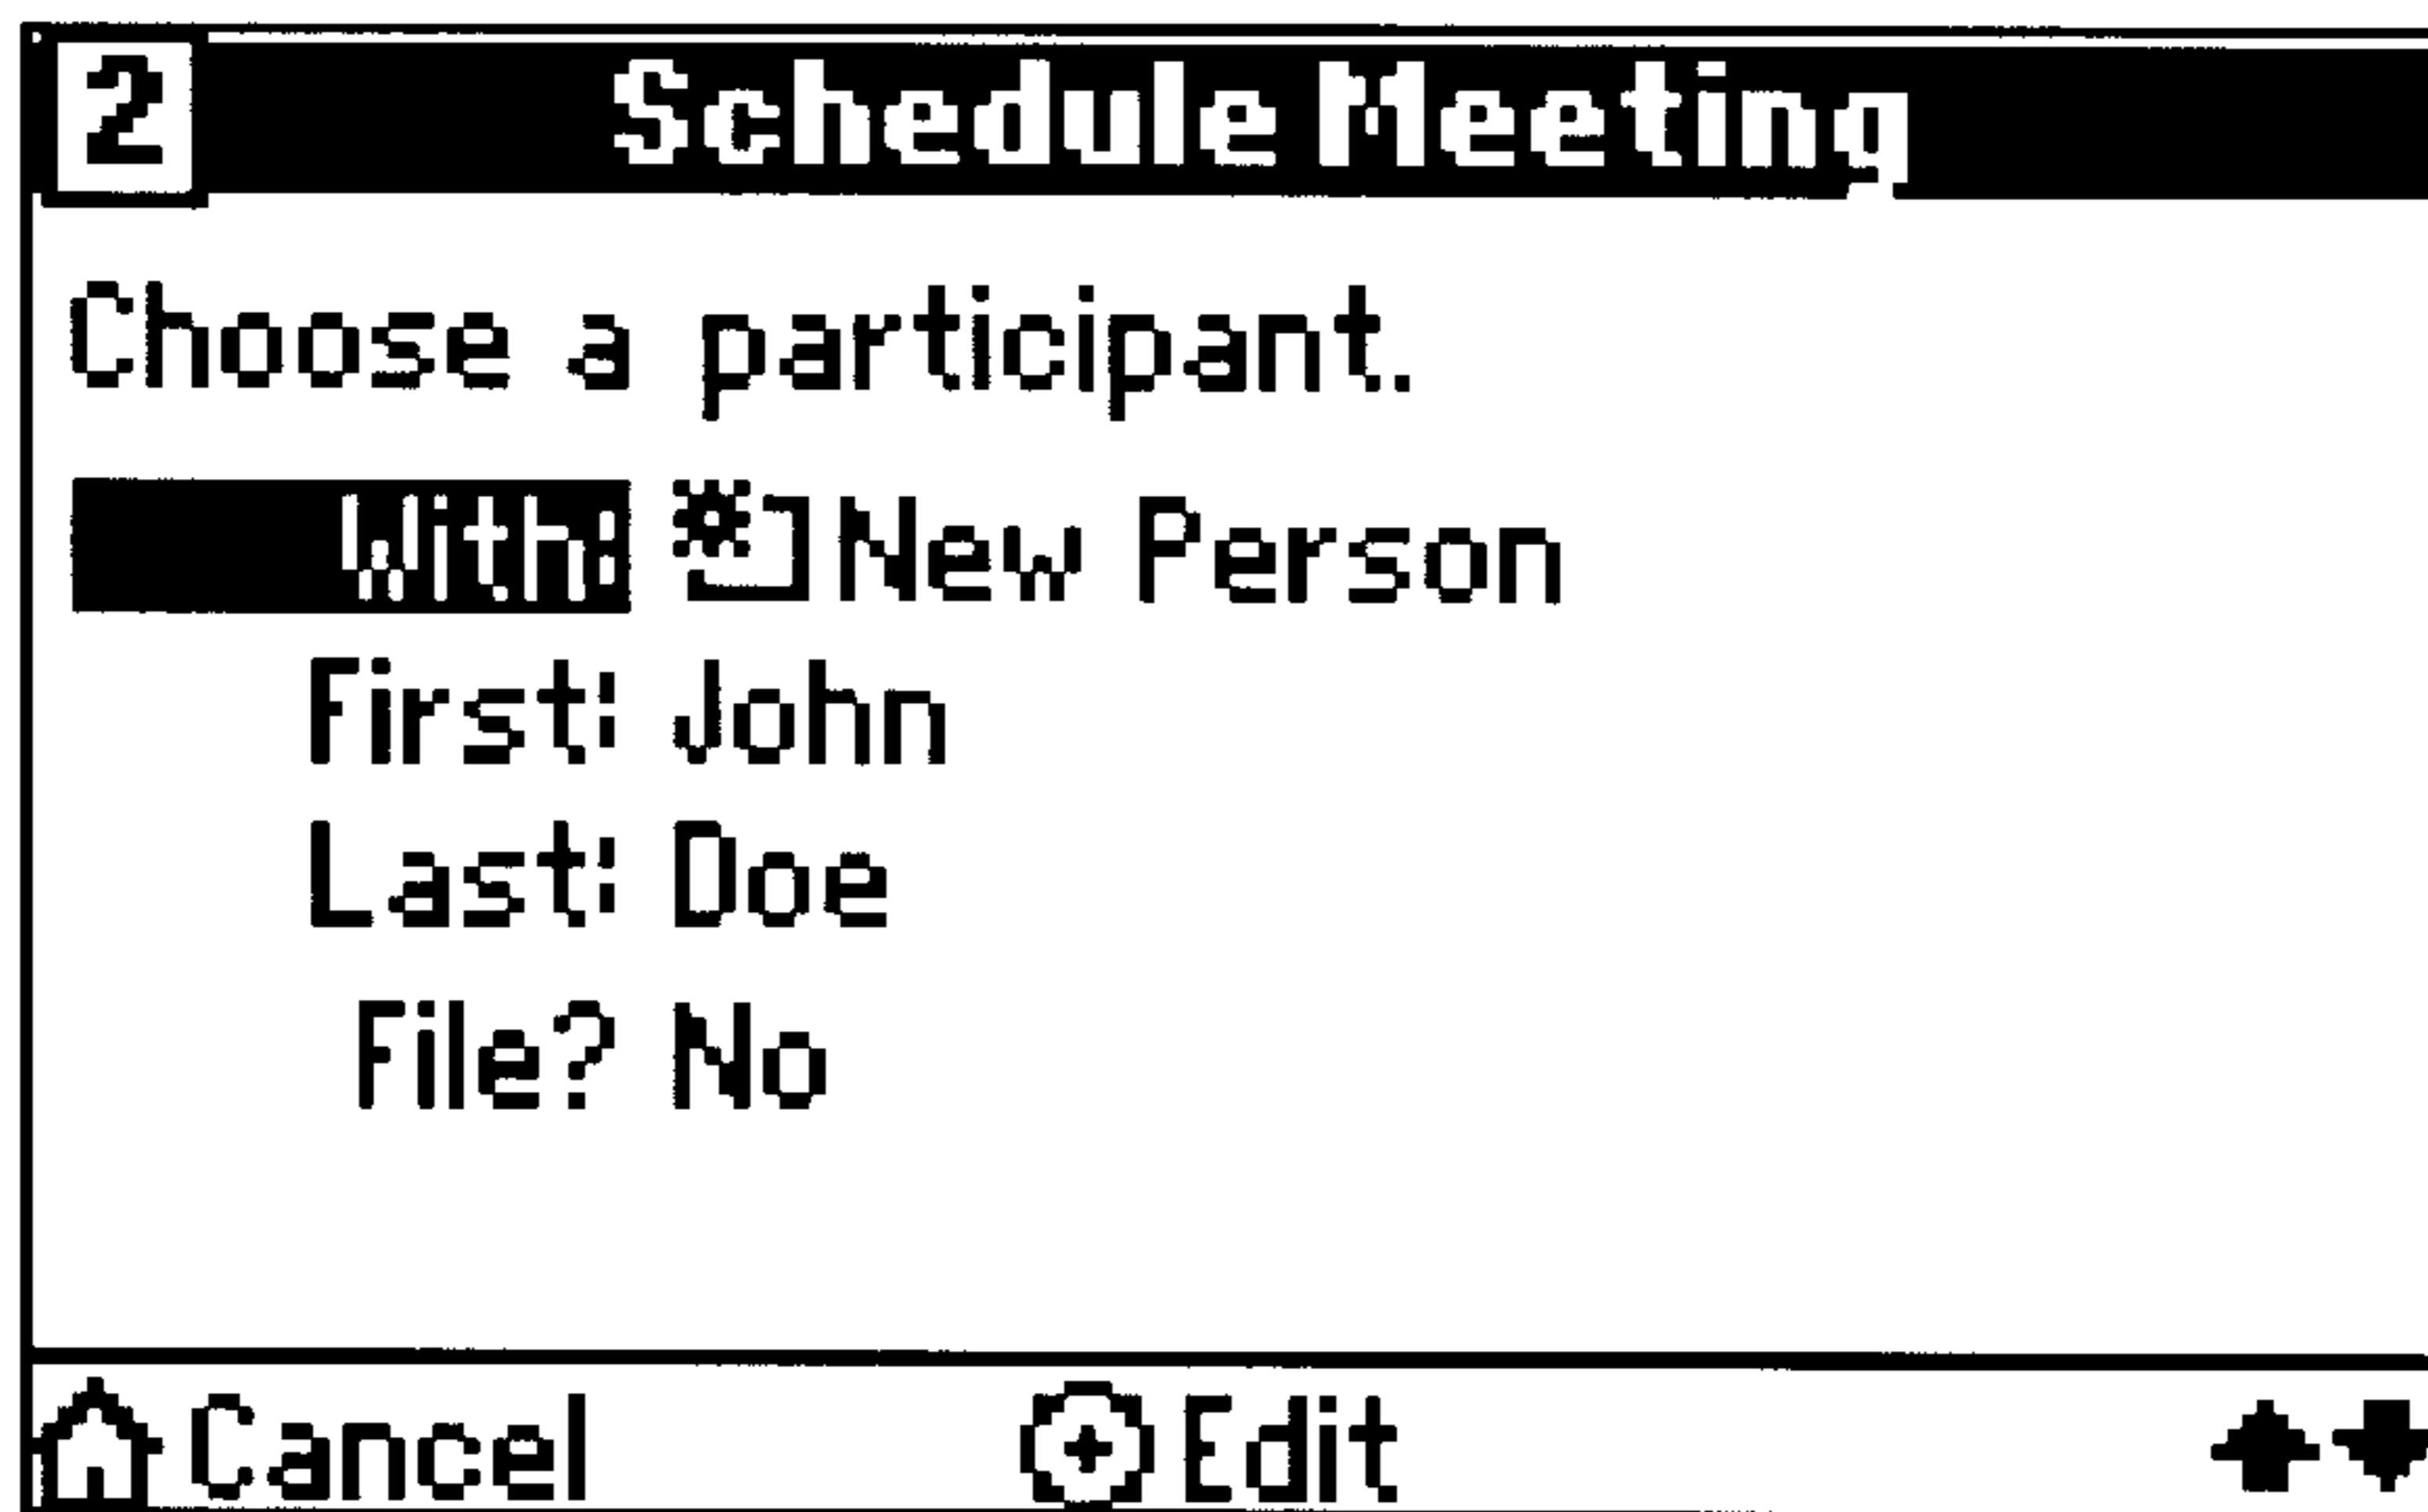 2 Schedule Meeting
Choose a participant.
With: New Person
First: John
Last: Doe
File? No
Cancel Edit